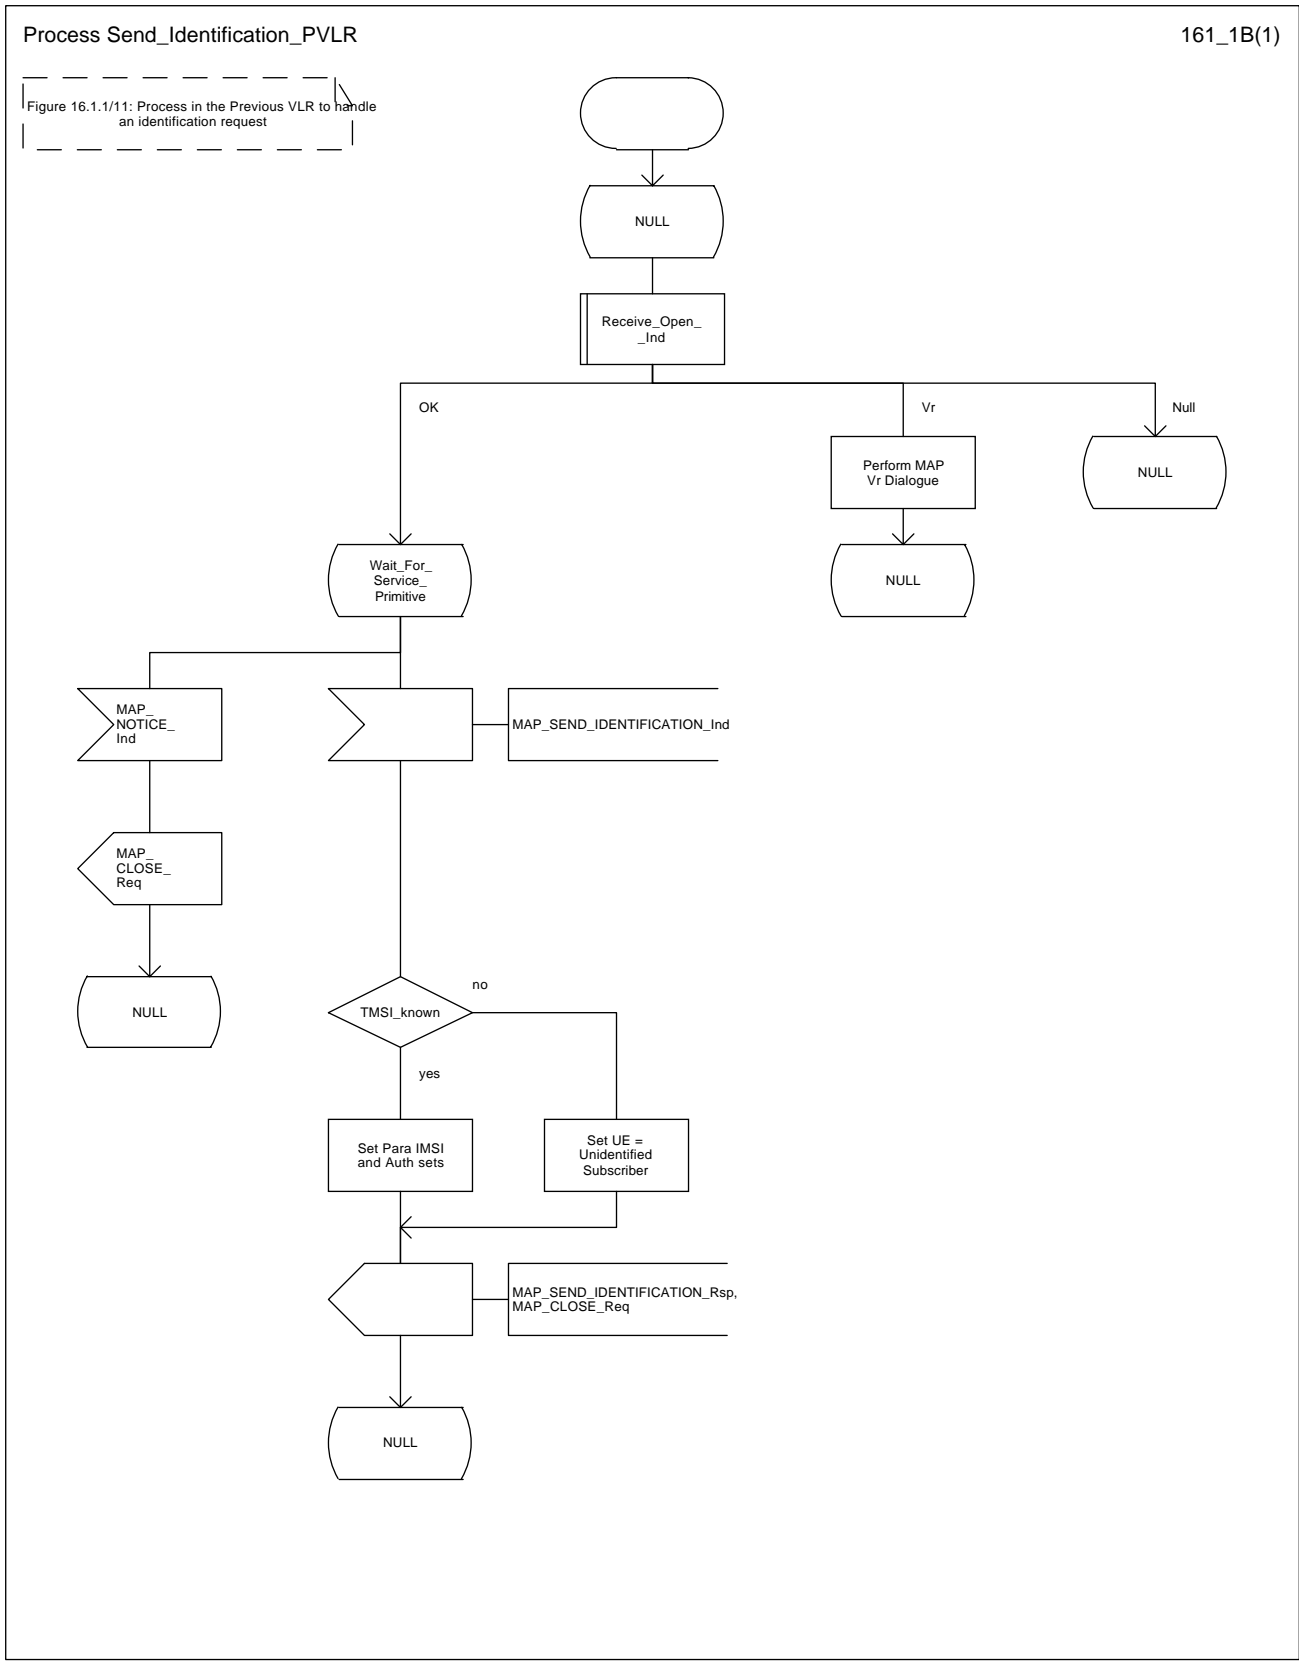 Process Send_Identification_PVLR
161_1B(1)
Figure 16.1.1/11: Process in the Previous VLR to handle
an identification request
NULL
Receive_Open_
_Ind
OK
Vr
Null
Perform MAP
Vr Dialogue
NULL
Wait_For_
Service_
Primitive
NULL
MAP_
NOTICE_
Ind
MAP_SEND_IDENTIFICATION_Ind
MAP_
CLOSE_
Req
NULL
TMSI_known
no
yes
Set Para IMSI
and Auth sets
Set UE =
Unidentified
Subscriber
MAP_SEND_IDENTIFICATION_Rsp,
MAP_CLOSE_Req
NULL